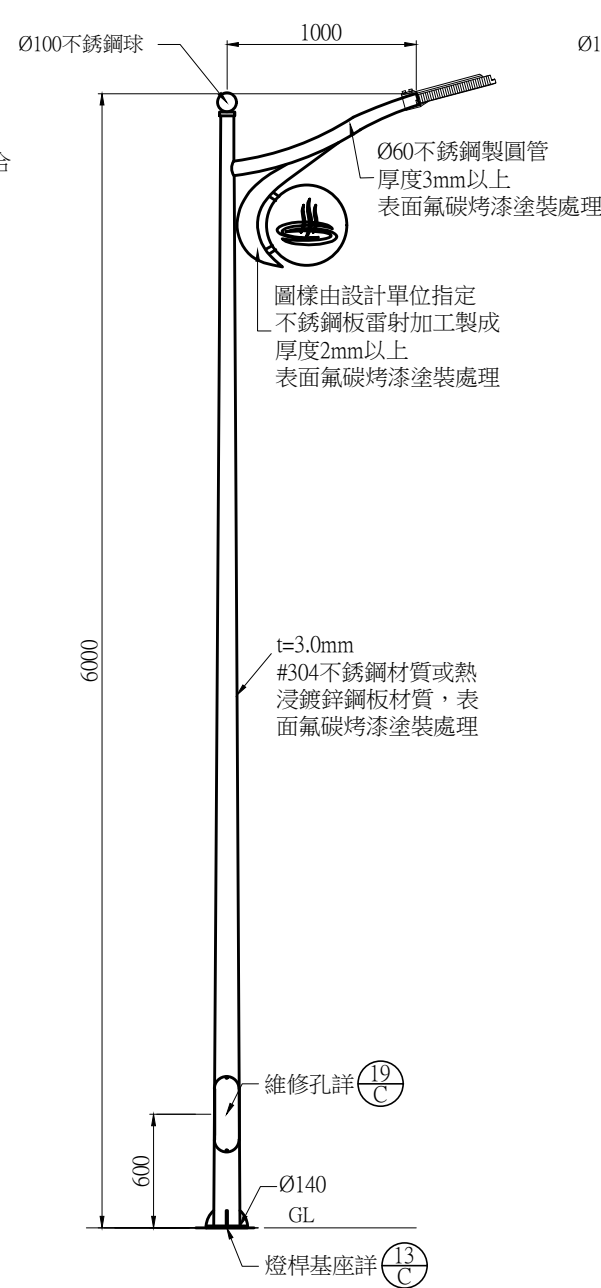 1000
Ø100不銹鋼球
Ø1
合
Ø60不銹鋼製圓管
厚度3mm以上
表面氟碳烤漆塗裝處理
圖樣由設計單位指定
不銹鋼板雷射加工製成
厚度2mm以上
表面氟碳烤漆塗裝處理
6000
t=3.0mm
#304不銹鋼材質或熱
浸鍍鋅鋼板材質，表
面氟碳烤漆塗裝處理
維修孔詳 19
C
600
Ø140
GL
燈桿基座詳 13
C